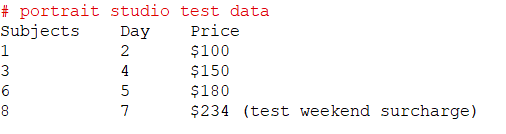 # portrait studio test data
Subjects Day Price
1 2 $100
3 4 $150
6 5 $180
8 7 $234 (test weekend surcharge)